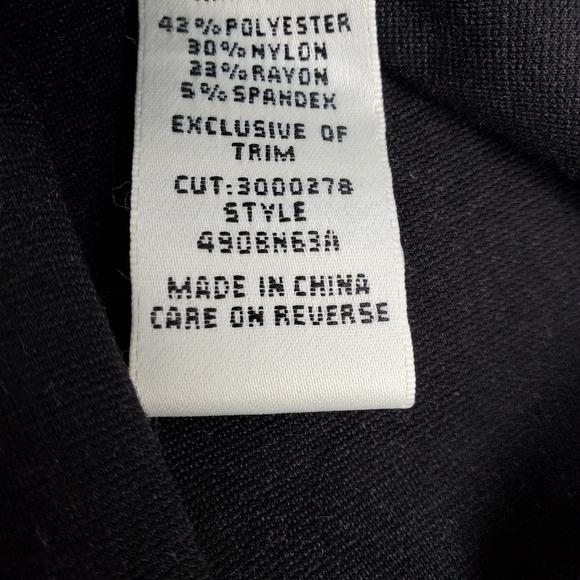 42% POLYESTER
30% NYLON
23% RAYON
5% SPANDEX
EXCLUSIVE OF
TRIM
CUT:3000278
STYLE
490BN63A
MADE IN CHINA
CARE ON REVERSE